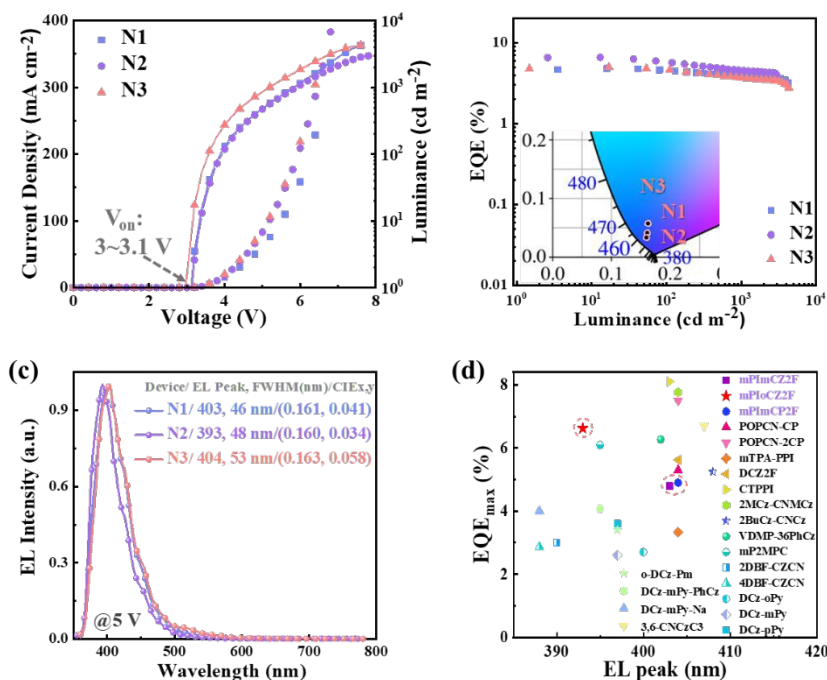 400
350
300
250
200
150
100
50
0
Current Density (mA cm-2)
N1
N2
N3
V_on:
3~3.1 V
0
2
4
6
8
Voltage (V)
10^4
10^3
10^2
10^1
10^0
Luminance (cd m^-2)
100
10
1
0.1
0.01
EQE (%)
0.2
0.1
0.0
480
470
460
380
N3
N1
N2
0.0
0.1
0.2
N1
N2
N3
10^0
10^1
10^2
10^3
10^4
Luminance (cd m^-2)
(c)
0.9
0.6
0.3
0.0
EL Intensity (a.u.)
Device/ EL Peak, FWHM(nm)/CIEx,y
N1/ 403, 46 nm/(0.161, 0.041)
N2/ 393, 48 nm/(0.160, 0.034)
N3/ 404, 53 nm/(0.163, 0.058)
@5 V
400
500
600
700
800
Wavelength (nm)
(d)
8
6
4
2
0
EQE_max (%)
mPImCZ2F
mPIoCZ2F
mPImCP2F
POPCN-CP
POPCN-2CP
mTPA-PPI
DCZ2F
CTPPI
2MCz-CNMCz
2BuCz-CNCz
VDMP-36PhCz
mP2MPC
2DBF-CZCN
4DBF-CZCN
DCz-oPy
DCz-mPy
DCz-pPy
o-DCz-Pm
DCz-mPy-PhCz
DCz-mPy-Na
3,6-CNCzC3
390
400
410
420
EL peak (nm)